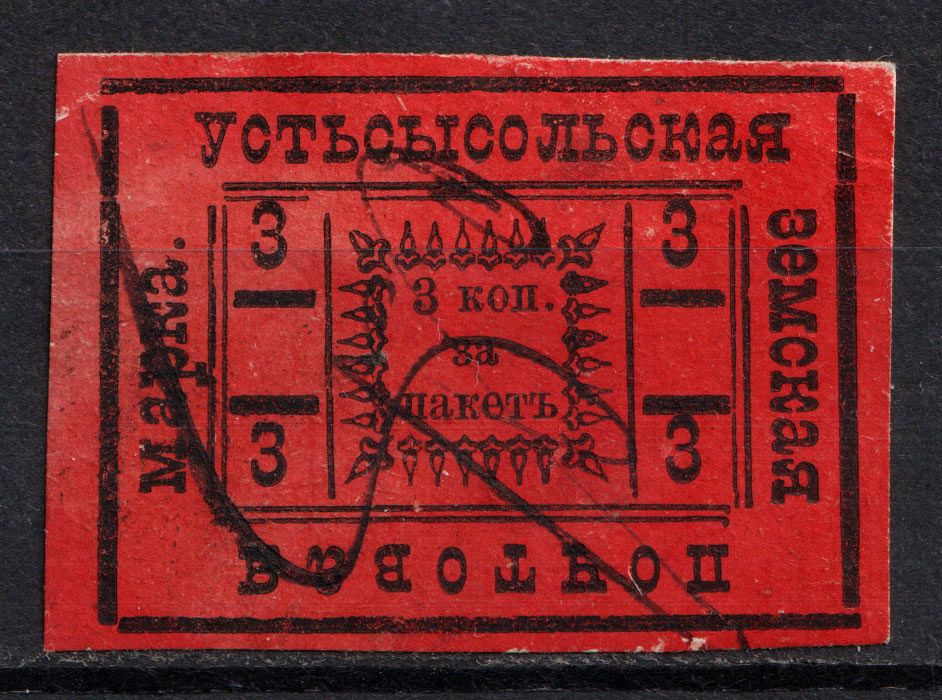 Устьсысольская
земская
почтовая
марка.
3
3
3 коп.
за
пакетъ
3
3